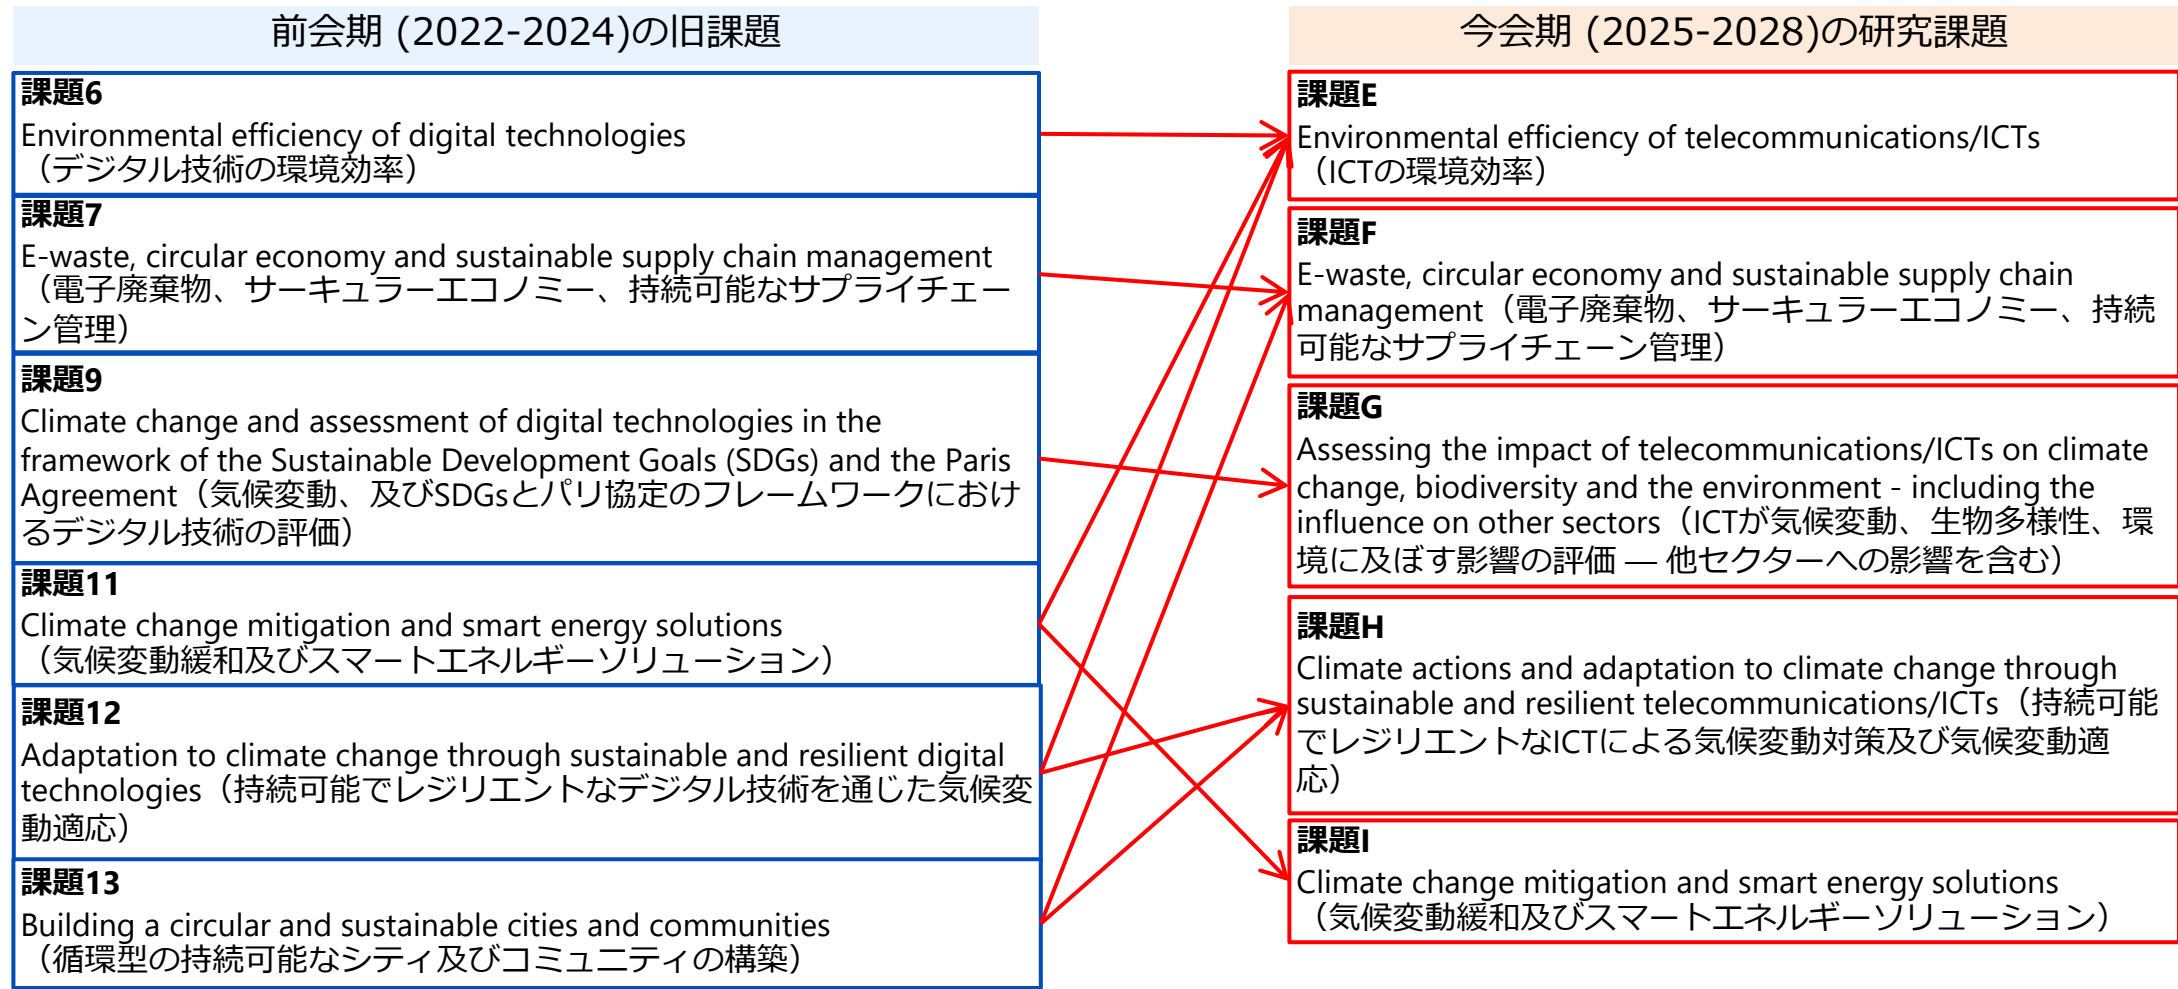 前会期 (2022-2024)の旧課題
課題6
Environmental efficiency of digital technologies
（デジタル技術の環境効率）
課題7
E-waste, circular economy and sustainable supply chain management
（電子廃棄物、サーキュラーエコノミー、持続可能なサプライチェー
ン管理）
課題9
Climate change and assessment of digital technologies in the
framework of the Sustainable Development Goals (SDGs) and the Paris
Agreement（気候変動、及びSDGsとパリ協定のフレームワークにおけ
るデジタル技術の評価）
課題11
Climate change mitigation and smart energy solutions
（気候変動緩和及びスマートエネルギーソリューション）
課題12
Adaptation to climate change through sustainable and resilient digital
technologies（持続可能でレジリエントなデジタル技術を通じた気候変
動適応）
課題13
Building a circular and sustainable cities and communities
（循環型の持続可能なシティ及びコミュニティの構築）
今会期 (2025-2028)の研究課題
課題E
Environmental efficiency of telecommunications/ICTs
（ICTの環境効率）
課題F
E-waste, circular economy and sustainable supply chain
management（電子廃棄物、サーキュラーエコノミー、持続
可能なサプライチェーン管理）
課題G
Assessing the impact of telecommunications/ICTs on climate
change, biodiversity and the environment - including the
influence on other sectors（ICTが気候変動、生物多様性、環
境に及ぼす影響の評価 ― 他セクターへの影響を含む）
課題H
Climate actions and adaptation to climate change through
sustainable and resilient telecommunications/ICTs（持続可能
でレジリエントなICTによる気候変動対策及び気候変動適
応）
課題I
Climate change mitigation and smart energy solutions
（気候変動緩和及びスマートエネルギーソリューション）